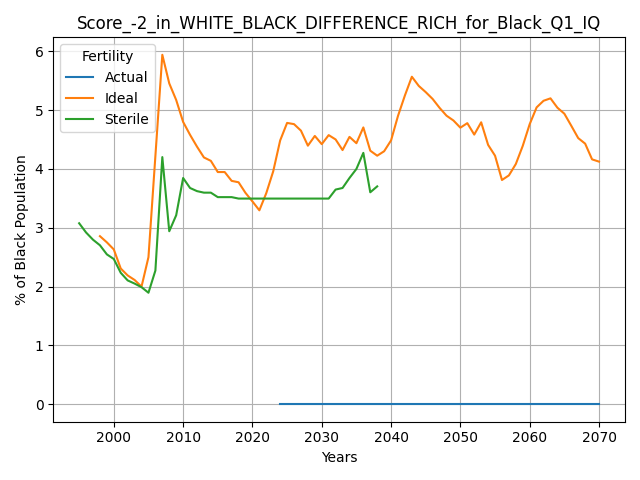 Score_-2_in_WHITE_BLACK_DIFFERENCE_RICH_for_Black_Q1_IQ
Fertility
Actual
Ideal
Sterile
% of Black Population
6
5
4
3
2
1
0
2000 2010 2020 2030 2040 2050 2060 2070
Years